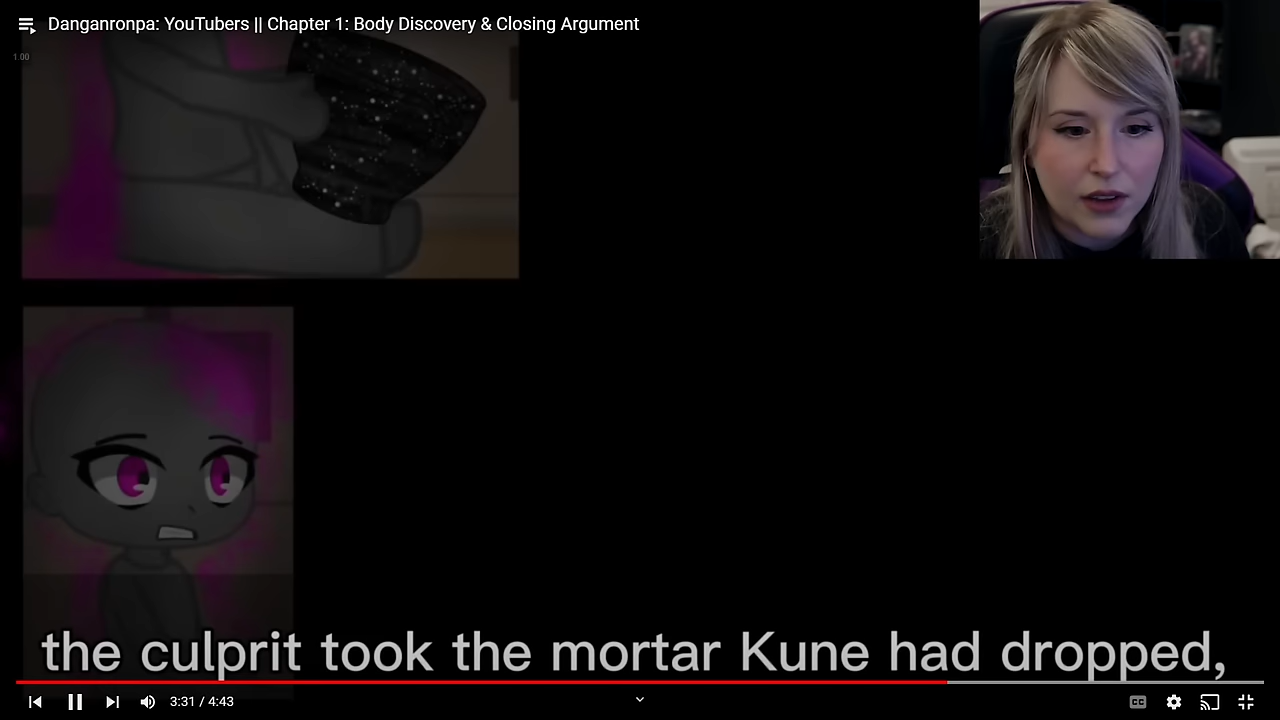 Danganronpa: YouTubers || Chapter 1: Body Discovery & Closing Argument
1.00
the culprit took the mortar Kune had dropped,
3:31 / 4:43
CC